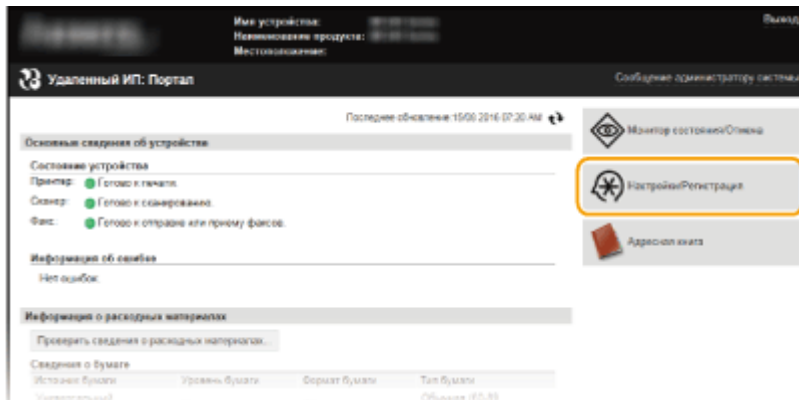 Имя устройства:
Наименование продукта:
Местоположение:
Выход
Удаленный ИП: Портал
Сообщение администратору системы
Последнее обновление: 15/08 2016 07:20 AM
Основные сведения об устройстве
Состояние устройства
Принтер: Готово к печати.
Сканер: Готово к сканированию.
Факс: Готово к отправке или приему факсов.
Информация об ошибке
Нет ошибок.
Информация о расходных материалах
Проверить сведения о расходных материалах...
Сведения о бумаге
Источник бумаги Уровень бумаги Формат бумаги Тип бумаги
Универсальный Обычная
Монитор состояния/Отмена
Настройки/Регистрация
Адресная книга